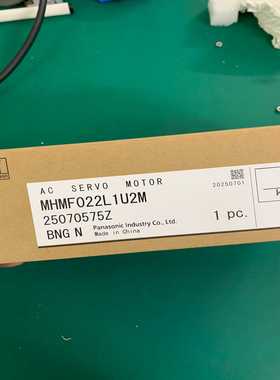 AC SERVO MOTOR
20250701
MHMF022L1U2M
25070575Z
1 pc.
BNG N
Panasonic Industry Co., Ltd.
Made in China